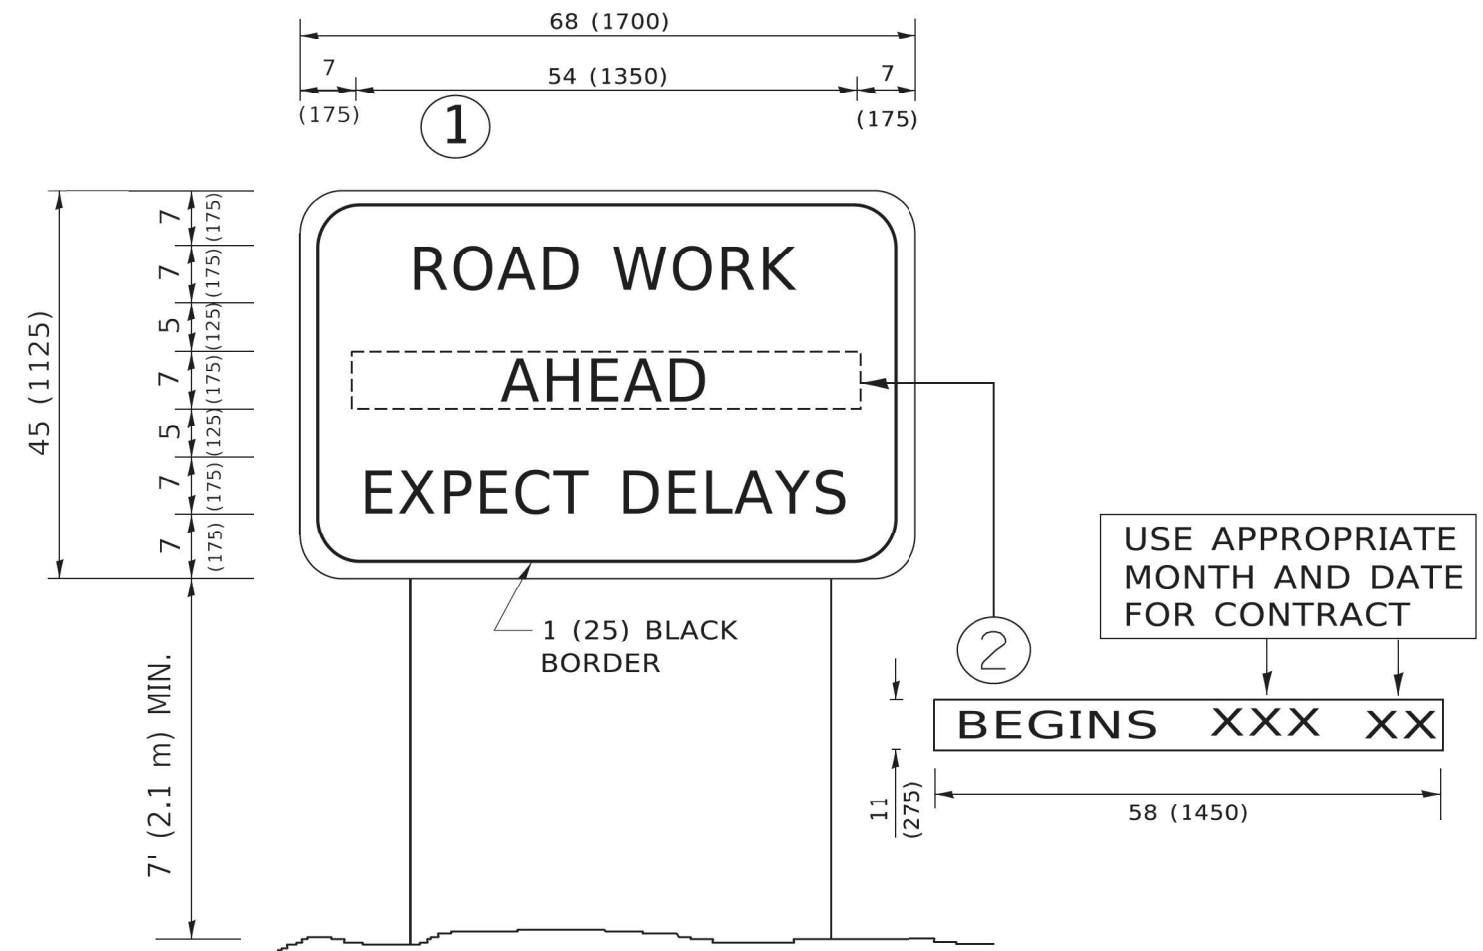 68 (1700)
7
54 (1350)
7
(175)
(175)
1
7
(175)
7
(175)
5
(125)
7
(175)
5
(125)
7
(175)
7
(175)
45 (1125)
ROAD WORK
AHEAD
EXPECT DELAYS
1 (25) BLACK
BORDER
7' (2.1 m) MIN.
2
USE APPROPRIATE
MONTH AND DATE
FOR CONTRACT
BEGINS XXX XX
11
(275)
58 (1450)